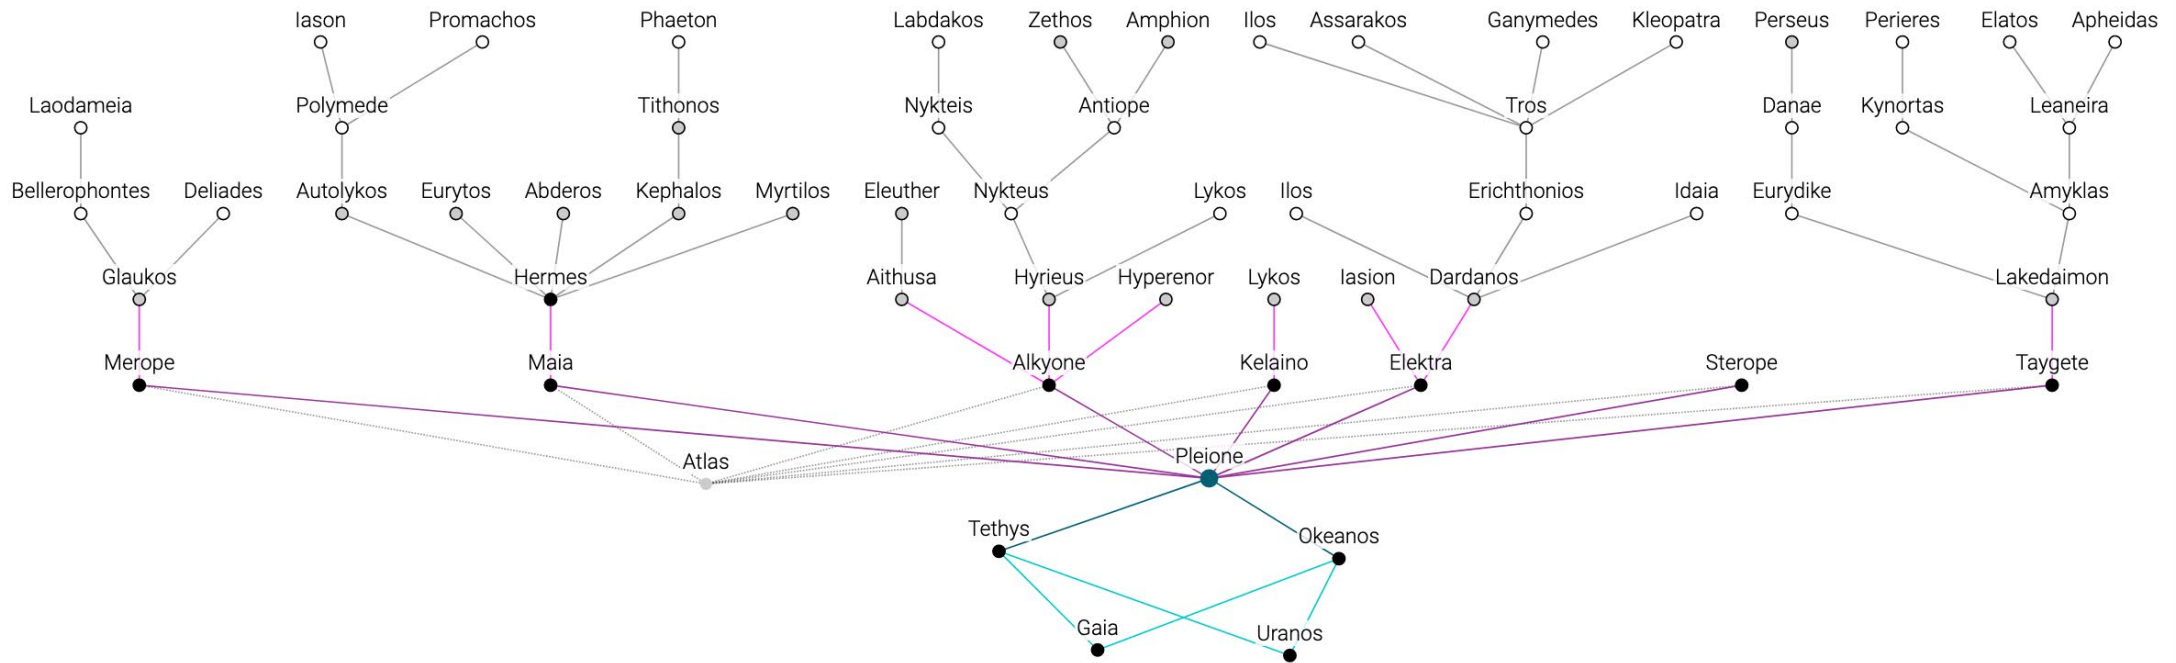 Iason Promachos Phaeton Labdakos Zethos Amphion Ilos Assarakos Ganymedes Kleopatra Perseus Perieres Elatos Apheidas
Laodameia Polymede Tithonos Nykteis Antiope Tros Danae Kynortas Leaneira
Bellerophontes Deliades Autolykos Eurytos Abderos Kephalos Myrtilos Eleuther Nykteus Lykos Ilos Erichthonios Idaia Eurydike Amyklas
Glaukos Hermes Aithusa Hyrieus Hyperenor Lykos Iasion Dardanos Lakedaimon
Merope Maia Alkyone Kelaino Elektra Sterope Taygete
Atlas Pleione
Tethys Okeanos
Gaia Uranos